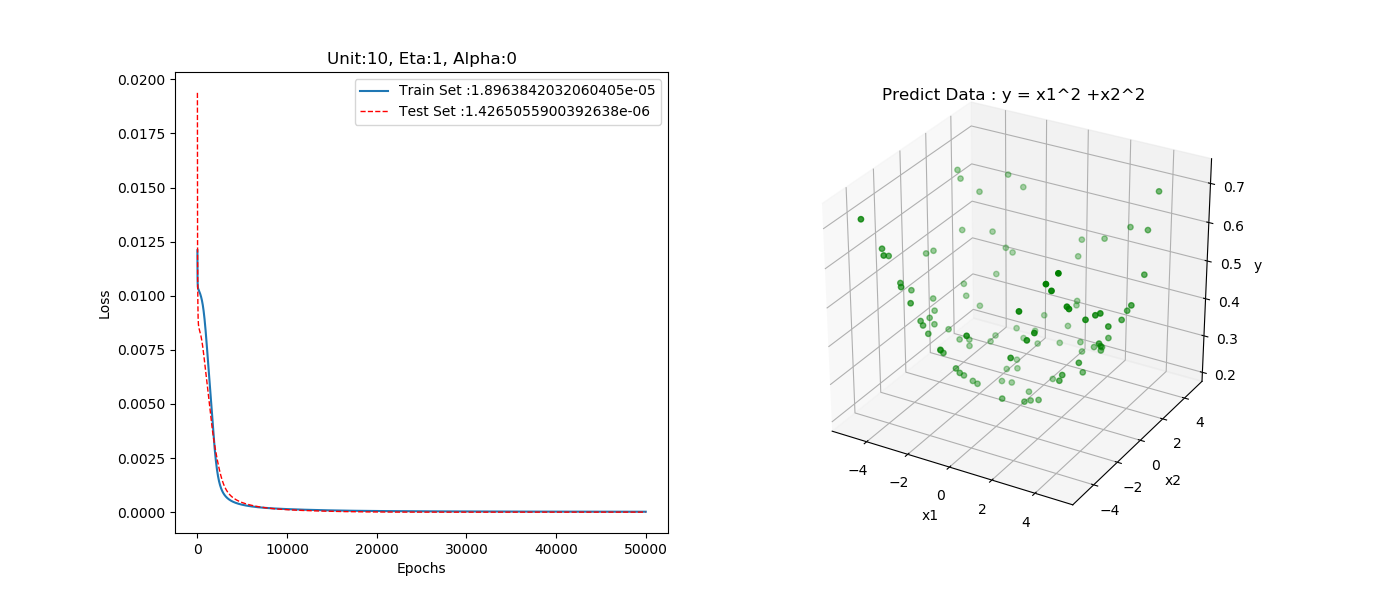 Unit:10, Eta:1, Alpha:0
Train Set :1.8963842032060405e-05
Test Set :1.4265055900392638e-06
0.0200
0.0175
0.0150
0.0125
0.0100
0.0075
0.0050
0.0025
0.0000
Loss
0 10000 20000 30000 40000 50000
Epochs
Predict Data : y = x1^2 +x2^2
0.7
0.6
0.5
0.4
0.3
0.2
y
4
2
0
−2
−4
x2
−4
−2
0
2
4
x1